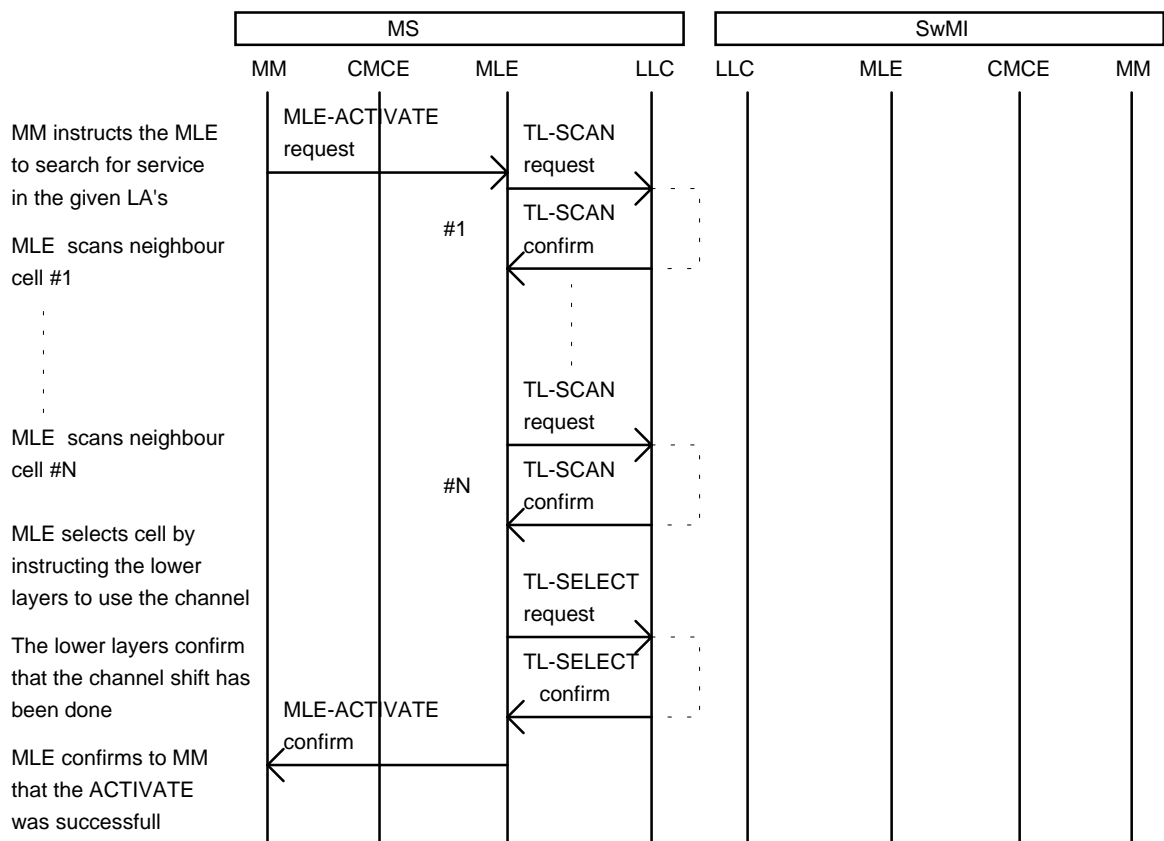 MS
SwMI
MM
CMCE
MLE
LLC
LLC
MLE
CMCE
MM
MM instructs the MLE
to search for service
in the given LA's
MLE-ACTIVATE
request
TL-SCAN
request
#1
TL-SCAN
confirm
MLE scans neighbour
cell #1
TL-SCAN
request
MLE scans neighbour
cell #N
#N
TL-SCAN
confirm
MLE selects cell by
instructing the lower
layers to use the channel
TL-SELECT
request
The lower layers confirm
that the channel shift has
been done
TL-SELECT
confirm
MLE-ACTIVATE
confirm
MLE confirms to MM
that the ACTIVATE
was successfull